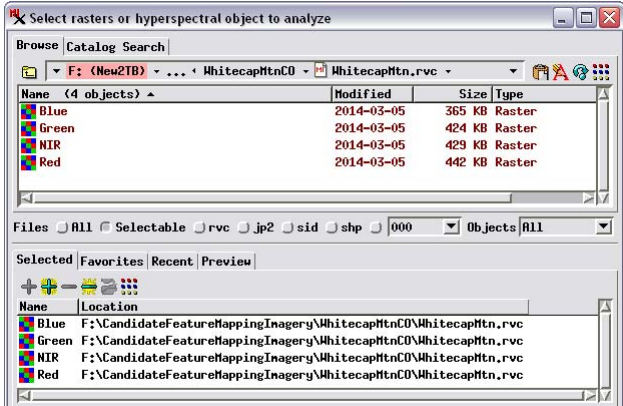 Select rasters or hyperspectral object to analyze
Browse Catalog Search
F: (New2TB) ... WhitecapMtnCO WhitecapMtn.rvc
Name (4 objects) Modified Size Type
Blue 2014-03-05 365 KB Raster
Green 2014-03-05 424 KB Raster
NIR 2014-03-05 429 KB Raster
Red 2014-03-05 442 KB Raster
Files All Selectable rvc jp2 sid shp 000 Objects All
Selected Favorites Recent Preview
Name Location
Blue F:\CandidateFeatureMappingImagery\WhitecapMtnCO\WhitecapMtn.rvc
Green F:\CandidateFeatureMappingImagery\WhitecapMtnCO\WhitecapMtn.rvc
NIR F:\CandidateFeatureMappingImagery\WhitecapMtnCO\WhitecapMtn.rvc
Red F:\CandidateFeatureMappingImagery\WhitecapMtnCO\WhitecapMtn.rvc